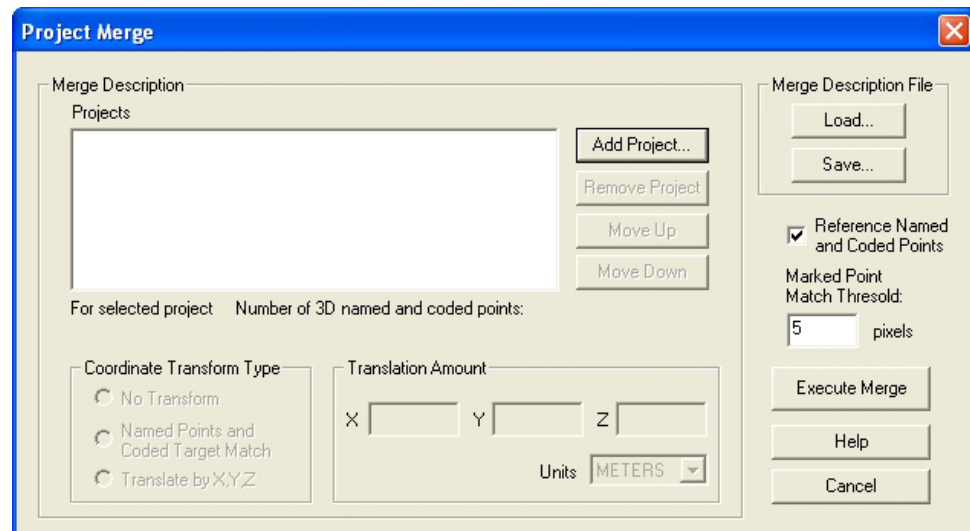 Project Merge
Merge Description
Projects
Add Project...
Remove Project
Move Up
Move Down
For selected project Number of 3D named and coded points:
Coordinate Transform Type
No Transform
Named Points and
Coded Target Match
Translate by X,Y,Z
Translation Amount
X
Y
Z
Units METERS
Merge Description File
Load...
Save...
Reference Named
and Coded Points
Marked Point
Match Thresold:
5 pixels
Execute Merge
Help
Cancel